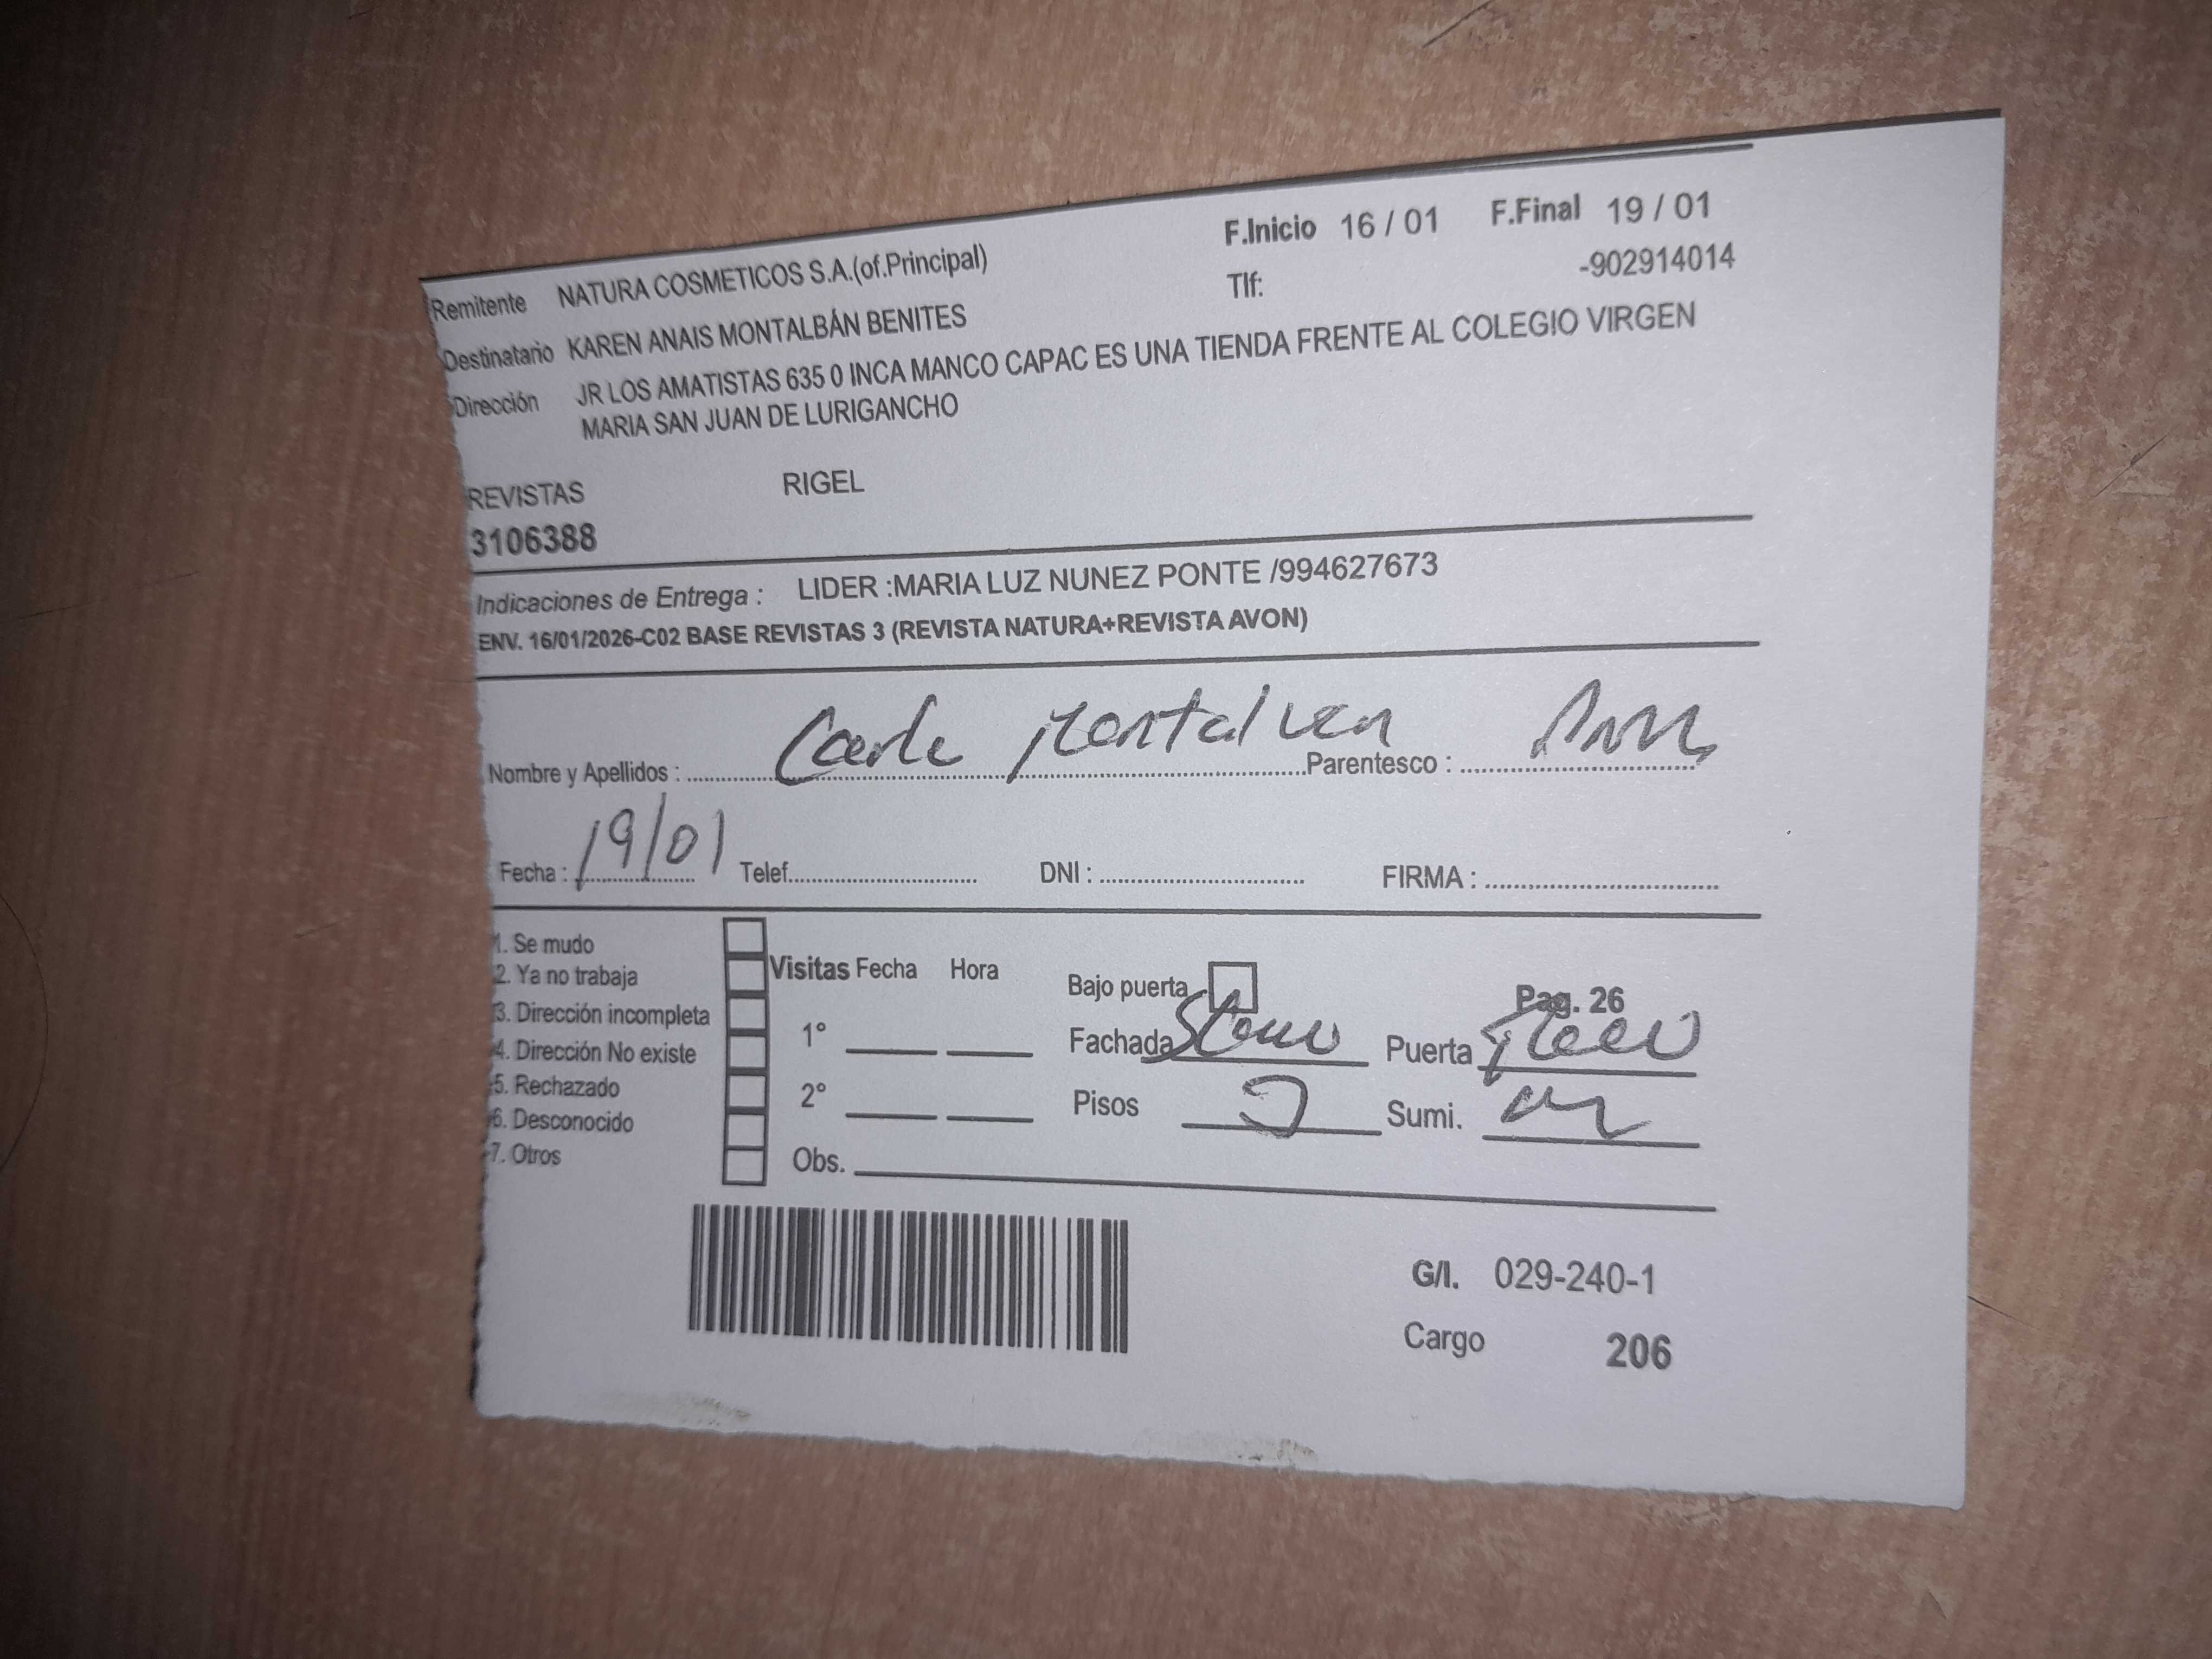 F.Inicio 16 / 01 F.Final 19 / 01
Remitente NATURA COSMETICOS S.A.(of.Principal) Tlf: -902914014
Destinatario KAREN ANAIS MONTALBÁN BENITES
Dirección JR LOS AMATISTAS 635 0 INCA MANCO CAPAC ES UNA TIENDA FRENTE AL COLEGIO VIRGEN
MARIA SAN JUAN DE LURIGANCHO
REVISTAS RIGEL
3106388
Indicaciones de Entrega : LIDER :MARIA LUZ NUNEZ PONTE /994627673
ENV. 16/01/2026-C02 BASE REVISTAS 3 (REVISTA NATURA+REVISTA AVON)
Nombre y Apellidos : Parentesco :
Fecha : 19/01 Telef. DNI : FIRMA :
1. Se mudo
2. Ya no trabaja
3. Dirección incompleta
4. Dirección No existe
5. Rechazado
6. Desconocido
7. Otros
Visitas Fecha Hora
1°
2°
Obs.
Bajo puerta Pag. 26
Fachada Puerta
Pisos Sumi.
G/I. 029-240-1
Cargo 206